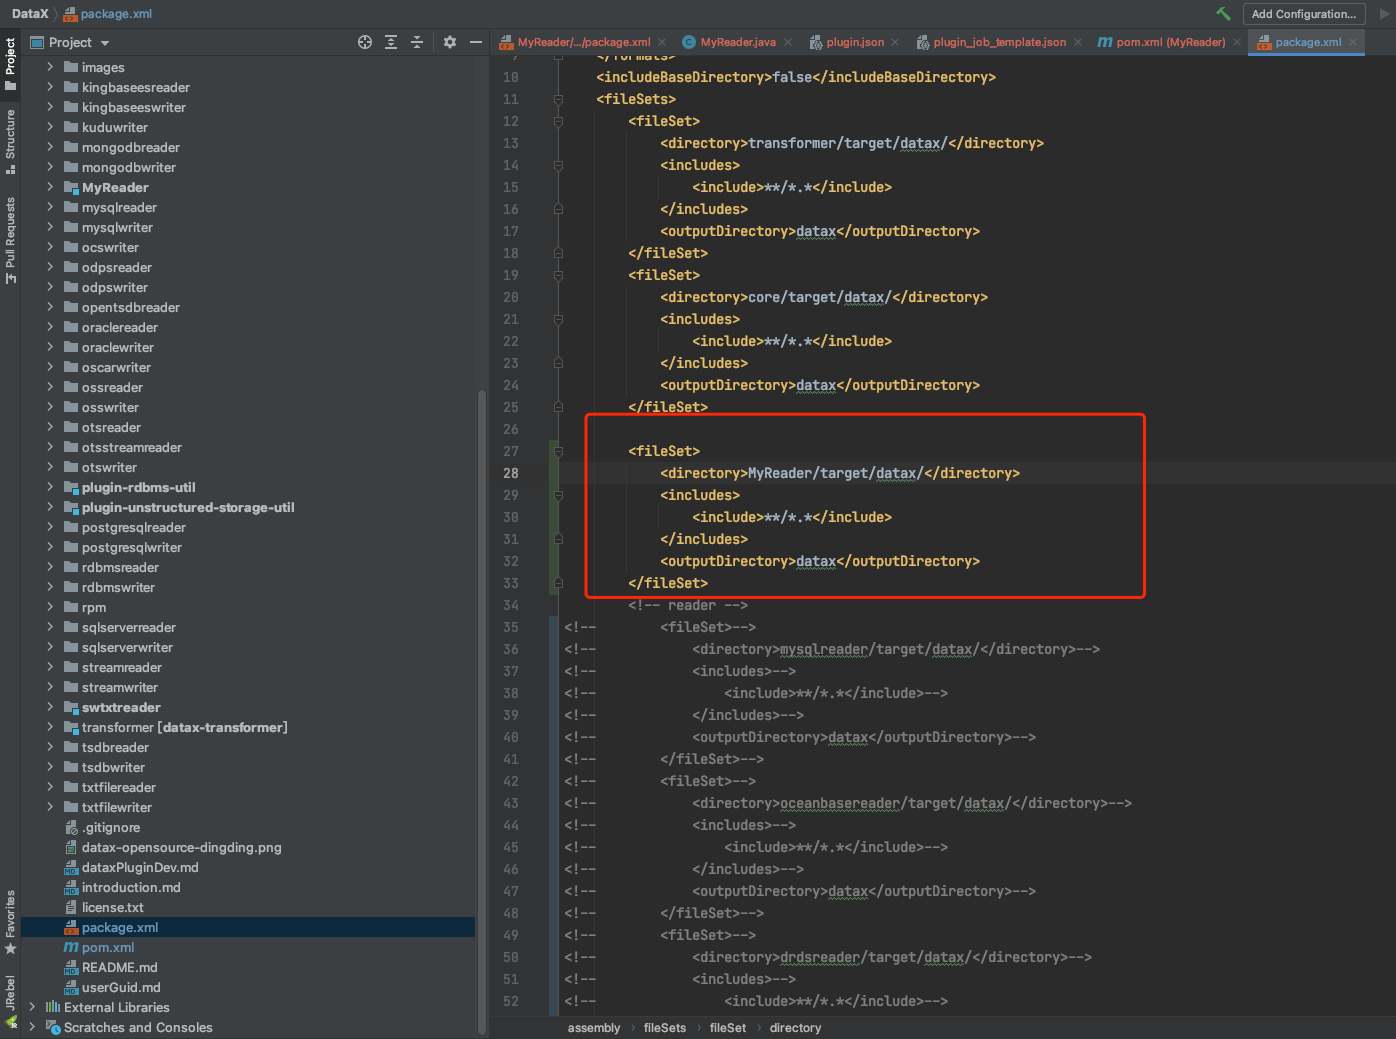 DataX
package.xml
Add Configuration...
Project
MyReader/.../package.xml
MyReader.java
plugin.json
plugin_job_template.json
pom.xml (MyReader)
package.xml
Project
Structure
Pull Requests
Favorites
JRebel
images
kingbaseesreader
kingbaseeswriter
kuduwriter
mongodbreader
mongodbwriter
MyReader
mysqlreader
mysqlwriter
ocswriter
odpsreader
odpswriter
opentsdbreader
oraclereader
oraclewriter
oscarwriter
ossreader
osswriter
otsreader
otsstreamreader
otswriter
plugin-rdbms-util
plugin-unstructured-storage-util
postgresqlreader
postgresqlwriter
rdbmsreader
rdbmswriter
rpm
sqlserverreader
sqlserverwriter
streamreader
streamwriter
swtxtreader
transformer [datax-transformer]
tsdbreader
tsdbwriter
txtfilereader
txtfilewriter
.gitignore
datax-opensource-dingding.png
dataxPluginDev.md
introduction.md
license.txt
package.xml
pom.xml
README.md
userGuid.md
External Libraries
Scratches and Consoles
9 </formats>
10 <includeBaseDirectory>false</includeBaseDirectory>
11 <fileSets>
12 <fileSet>
13 <directory>transformer/target/datax/</directory>
14 <includes>
15 <include>**/*.*</include>
16 </includes>
17 <outputDirectory>datax</outputDirectory>
18 </fileSet>
19 <fileSet>
20 <directory>core/target/datax/</directory>
21 <includes>
22 <include>**/*.*</include>
23 </includes>
24 <outputDirectory>datax</outputDirectory>
25 </fileSet>
26
27 <fileSet>
28 <directory>MyReader/target/datax/</directory>
29 <includes>
30 <include>**/*.*</include>
31 </includes>
32 <outputDirectory>datax</outputDirectory>
33 </fileSet>
34 <!-- reader -->
35 <!-- <fileSet>-->
36 <!-- <directory>mysqlreader/target/datax/</directory>-->
37 <!-- <includes>-->
38 <!-- <include>**/*.*</include>-->
39 <!-- </includes>-->
40 <!-- <outputDirectory>datax</outputDirectory>-->
41 <!-- </fileSet>-->
42 <!-- <fileSet>-->
43 <!-- <directory>oceanbasereader/target/datax/</directory>-->
44 <!-- <includes>-->
45 <!-- <include>**/*.*</include>-->
46 <!-- </includes>-->
47 <!-- <outputDirectory>datax</outputDirectory>-->
48 <!-- </fileSet>-->
49 <!-- <fileSet>-->
50 <!-- <directory>drdsreader/target/datax/</directory>-->
51 <!-- <includes>-->
52 <!-- <include>**/*.*</include>-->
assembly › fileSets › fileSet › directory